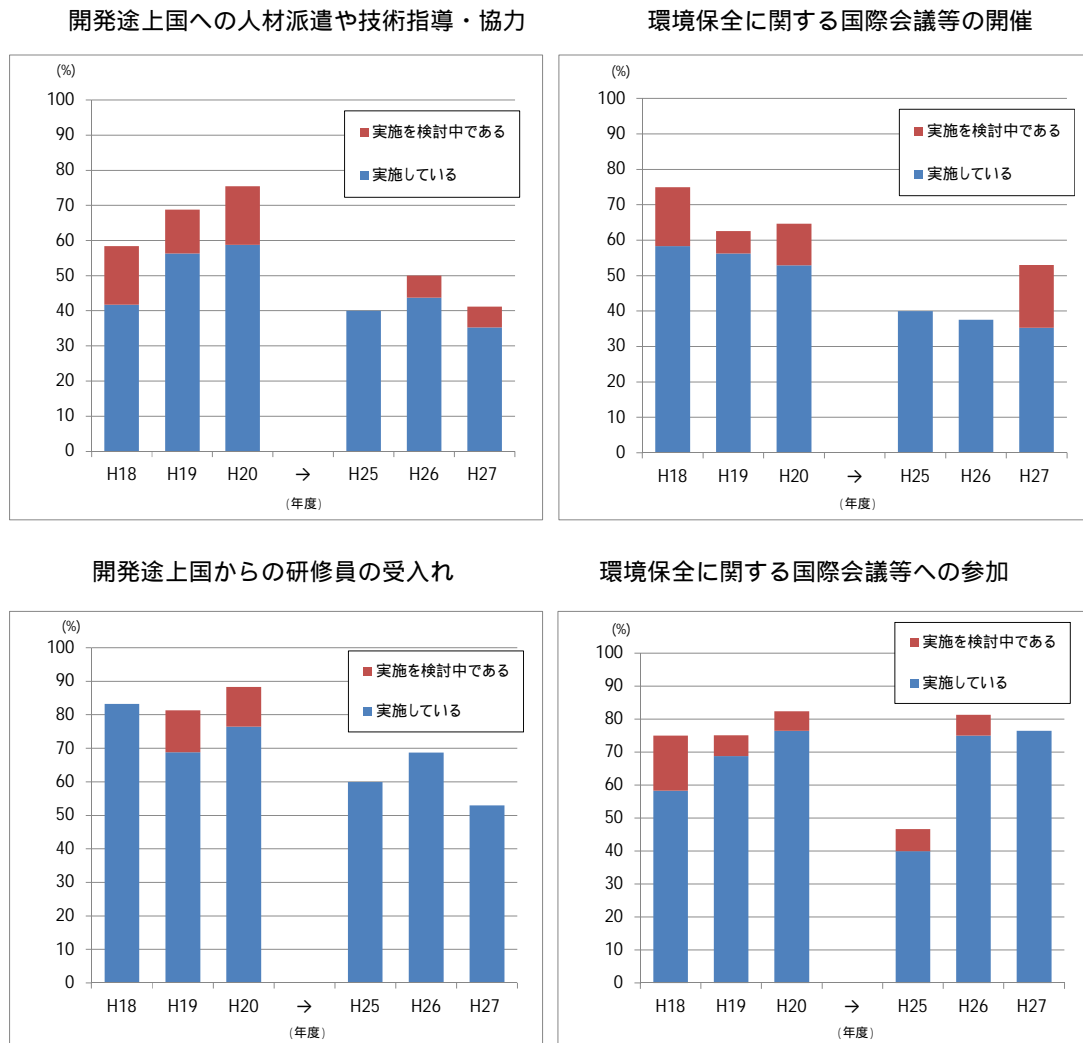 開発途上国への人材派遣や技術指導・協力
(%)
100
90
80
70
60
50
40
30
20
10
0
実施を検討中である
実施している
H18 H19 H20 → H25 H26 H27
(年度)
環境保全に関する国際会議等の開催
(%)
100
90
80
70
60
50
40
30
20
10
0
実施を検討中である
実施している
H18 H19 H20 → H25 H26 H27
(年度)
開発途上国からの研修員の受入れ
(%)
100
90
80
70
60
50
40
30
20
10
0
実施を検討中である
実施している
H18 H19 H20 → H25 H26 H27
(年度)
環境保全に関する国際会議等への参加
(%)
100
90
80
70
60
50
40
30
20
10
0
実施を検討中である
実施している
H18 H19 H20 → H25 H26 H27
(年度)